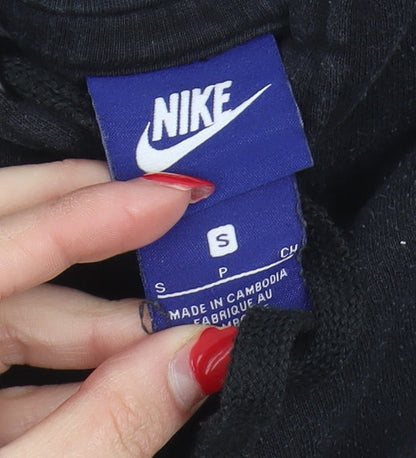 NIKE
S
S P CH
MADE IN CAMBODIA
FABRIQUE AU